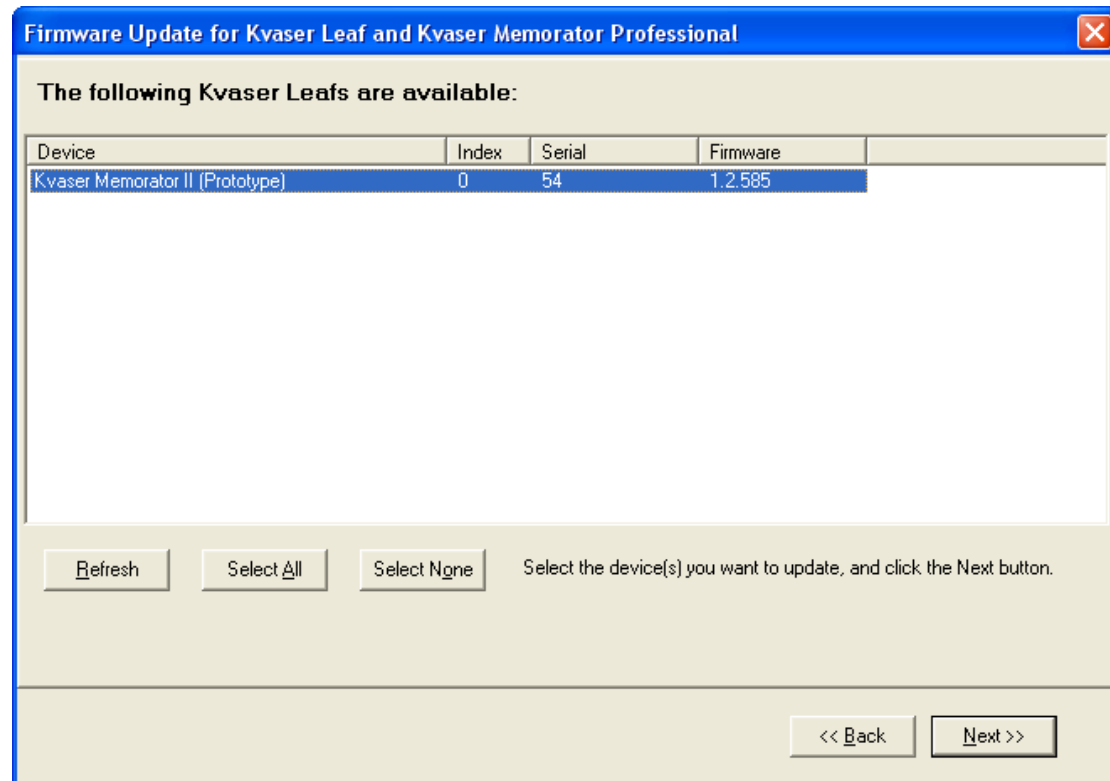 Firmware Update for Kvaser Leaf and Kvaser Memorator Professional
The following Kvaser Leafs are available:
Device Index Serial Firmware
Kvaser Memorator II (Prototype) 0 54 1.2.585
Refresh Select All Select None Select the device(s) you want to update, and click the Next button.
<< Back Next >>